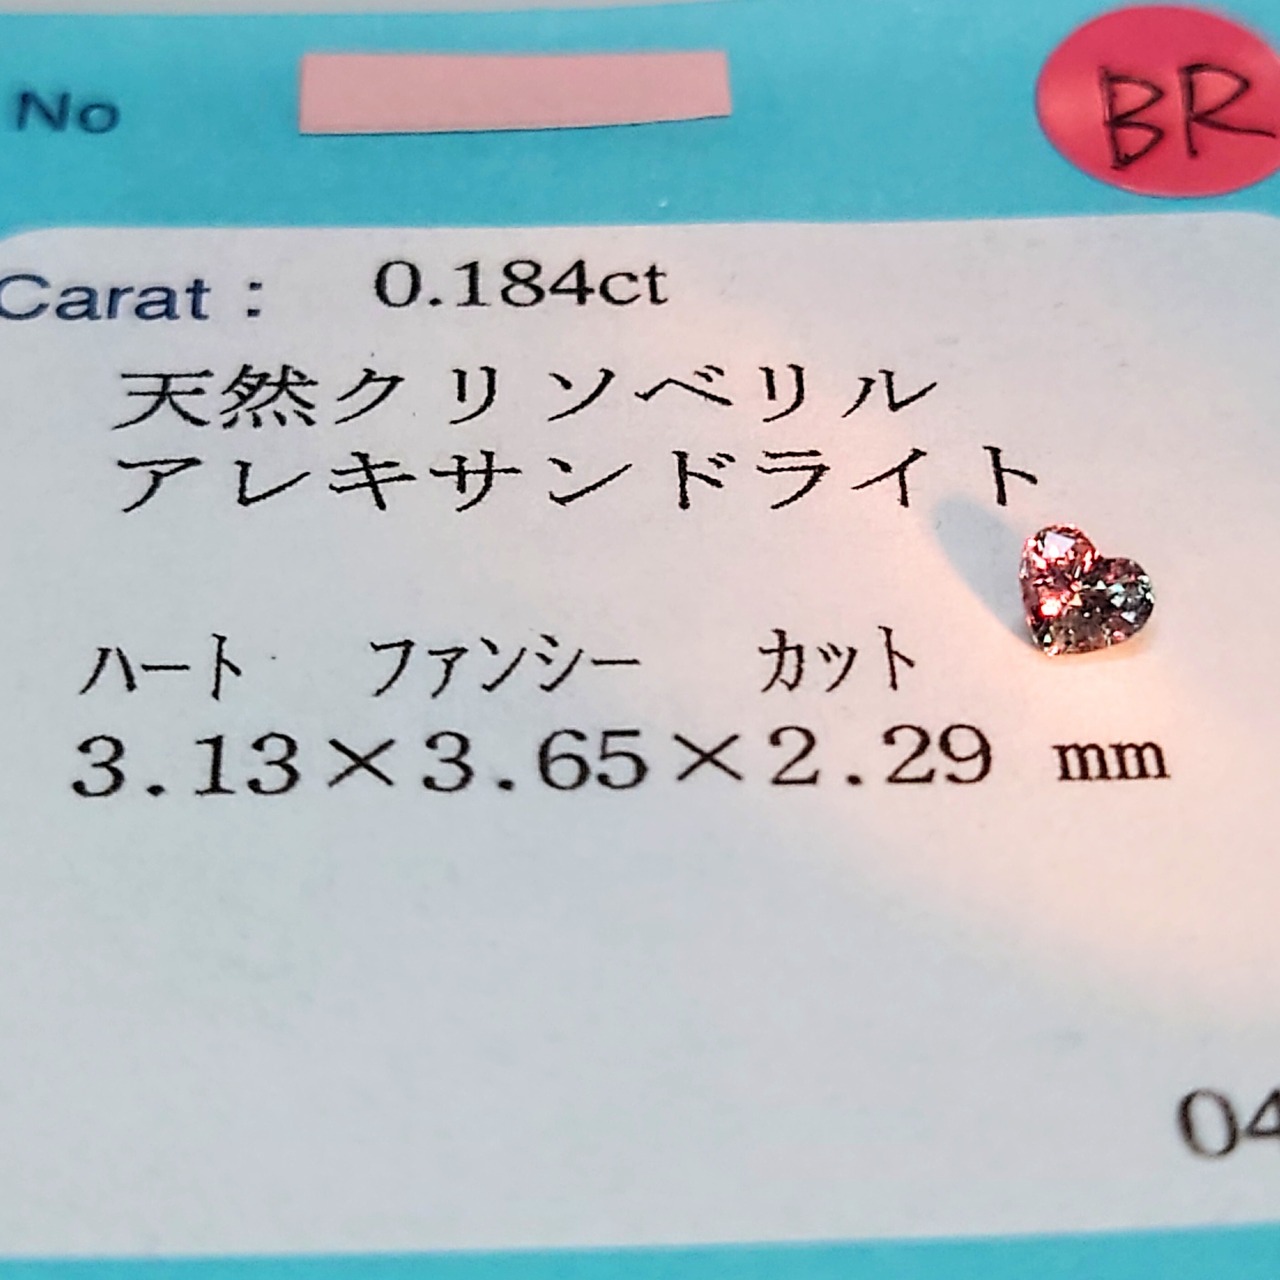 No
BR
Carat : 0.184ct
天然クリソベリル
アレキサンドライト
ハート ファンシー カット
3.13×3.65×2.29 mm
04